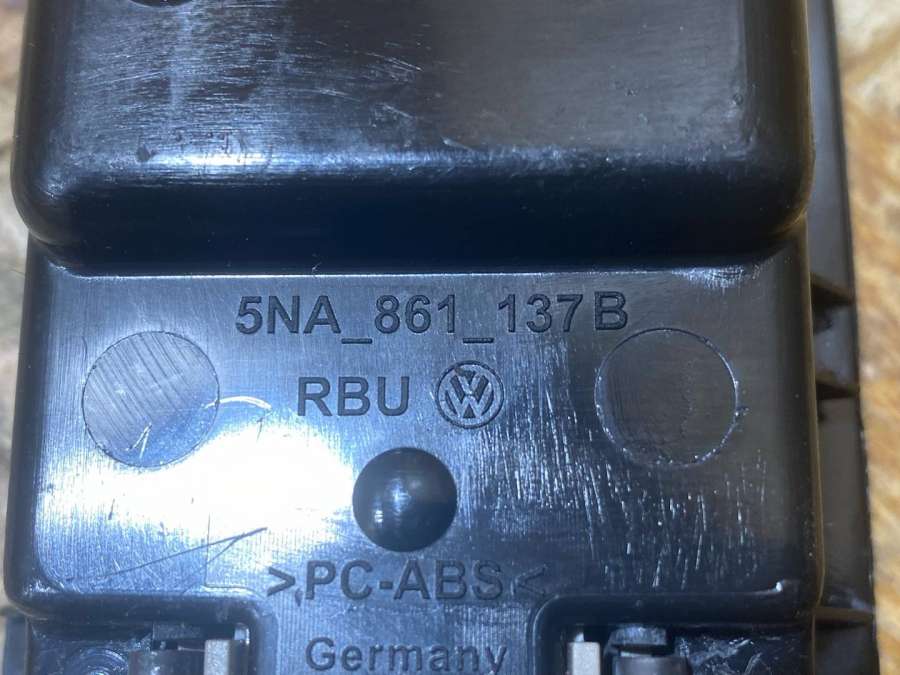 5NA_861_137B
RBU
>PC-ABS<
Germany